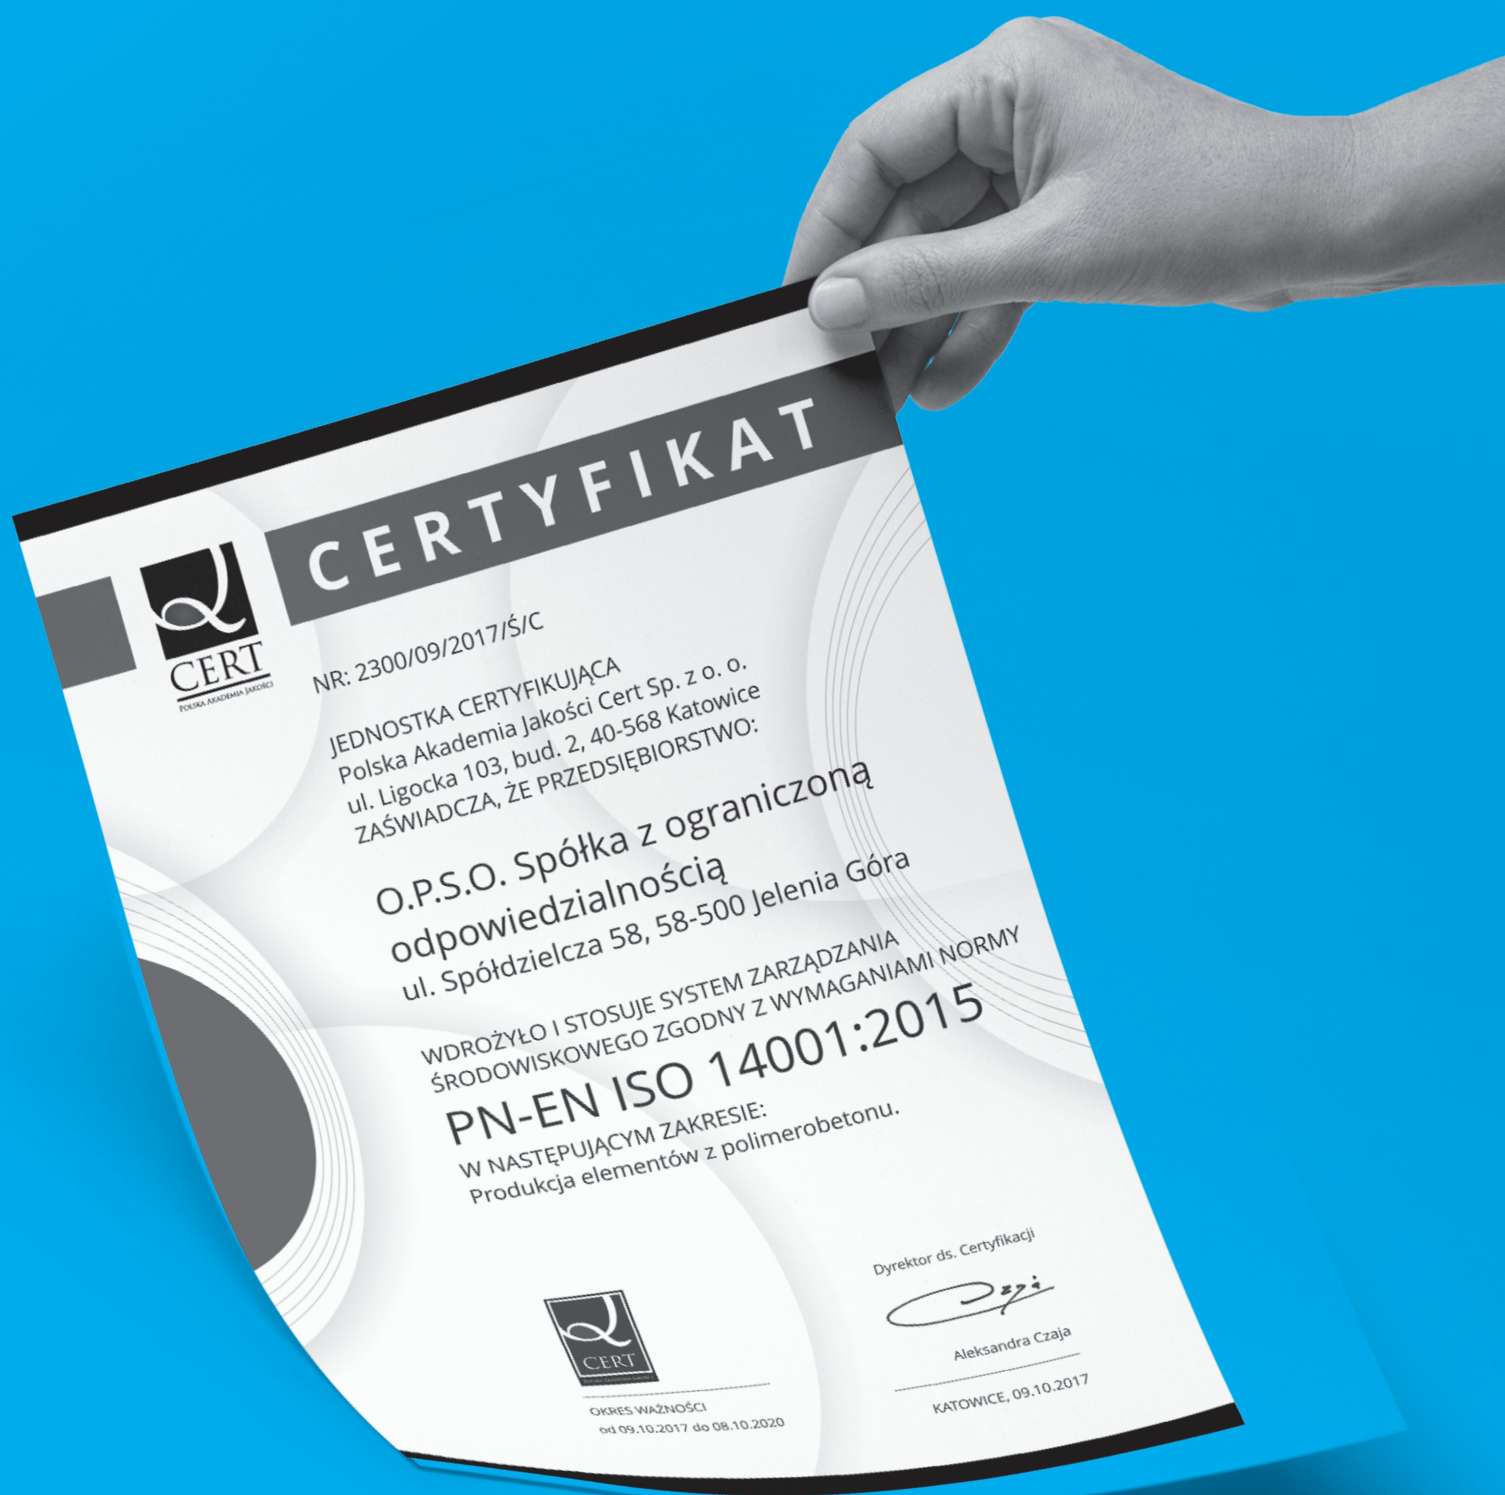 CERTYFIKAT
CERT
POLSKA AKADEMIA JAKOŚCI
NR: 2300/09/2017/Ś/C
JEDNOSTKA CERTYFIKUJĄCA
Polska Akademia Jakości Cert Sp. z o. o.
ul. Ligocka 103, bud. 2, 40-568 Katowice
ZAŚWIADCZA, ŻE PRZEDSIĘBIORSTWO:
O.P.S.O. Spółka z ograniczoną
odpowiedzialnością
ul. Spółdzielcza 58, 58-500 Jelenia Góra
WDROŻYŁO I STOSUJE SYSTEM ZARZĄDZANIA
ŚRODOWISKOWEGO ZGODNY Z WYMAGANIAMI NORMY
PN-EN ISO 14001:2015
W NASTĘPUJĄCYM ZAKRESIE:
Produkcja elementów z polimerobetonu.
Dyrektor ds. Certyfikacji
Aleksandra Czaja
KATOWICE, 09.10.2017
CERT
OKRES WAŻNOŚCI
od 09.10.2017 do 08.10.2020